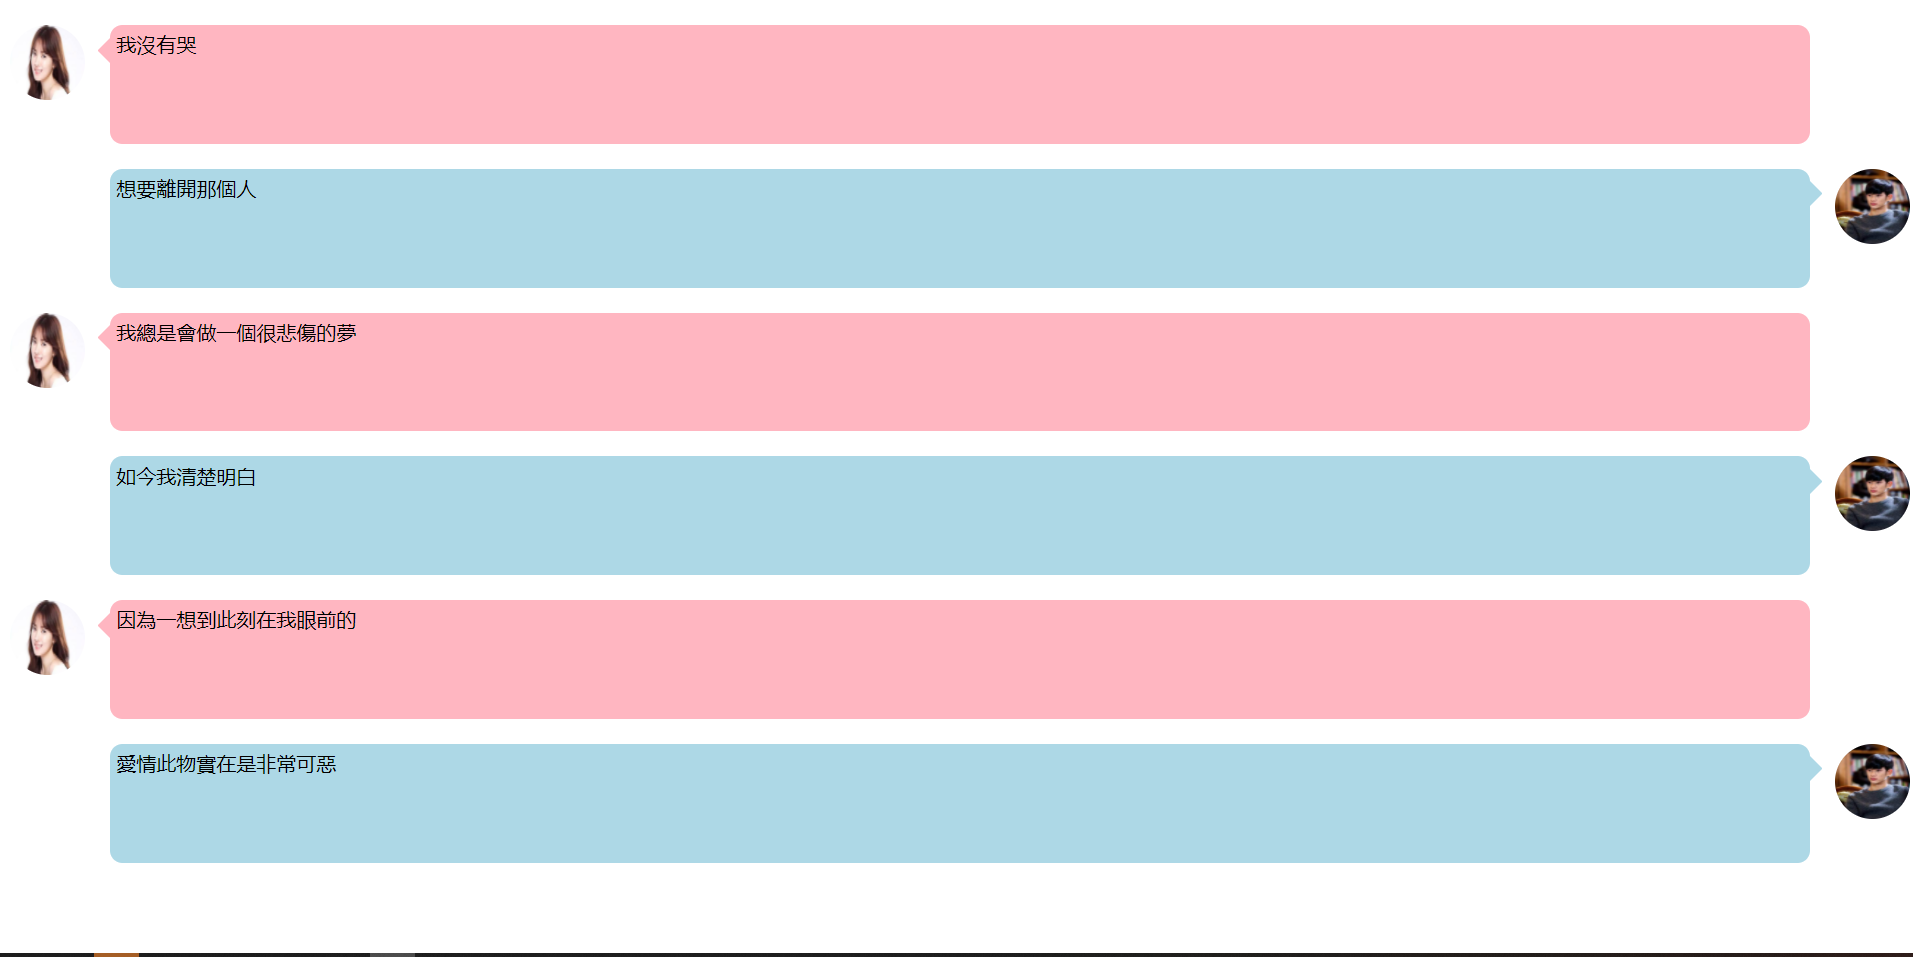 我沒有哭
想要離開那個人
我總是會做一個很悲傷的夢
如今我清楚明白
因為一想到此刻在我眼前的
愛情此物實在是非常可惡